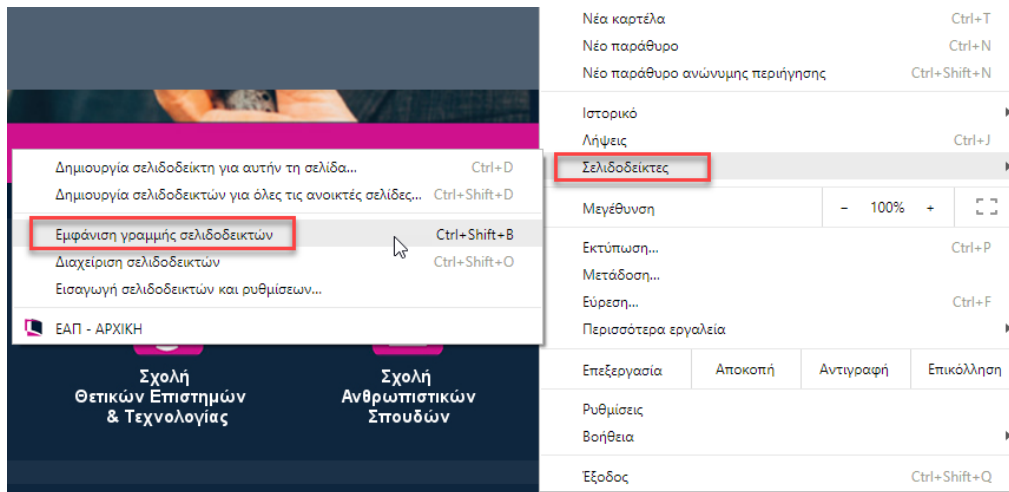 Νέα καρτέλα Ctrl+T
Νέο παράθυρο Ctrl+N
Νέο παράθυρο ανώνυμης περιήγησης Ctrl+Shift+N
Ιστορικό
Λήψεις Ctrl+J
Σελιδοδείκτες
Μεγέθυνση - 100% +
Εκτύπωση... Ctrl+P
Μετάδοση...
Εύρεση... Ctrl+F
Περισσότερα εργαλεία
Επεξεργασία Αποκοπή Αντιγραφή Επικόλληση
Ρυθμίσεις
Βοήθεια
Έξοδος Ctrl+Shift+Q
Δημιουργία σελιδοδείκτη για αυτήν τη σελίδα... Ctrl+D
Δημιουργία σελιδοδεικτών για όλες τις ανοικτές σελίδες... Ctrl+Shift+D
Εμφάνιση γραμμής σελιδοδεικτών Ctrl+Shift+B
Διαχείριση σελιδοδεικτών Ctrl+Shift+O
Εισαγωγή σελιδοδεικτών και ρυθμίσεων...
ΕΑΠ - ΑΡΧΙΚΗ
Σχολή
Θετικών Επιστημών
& Τεχνολογίας
Σχολή
Ανθρωπιστικών
Σπουδών